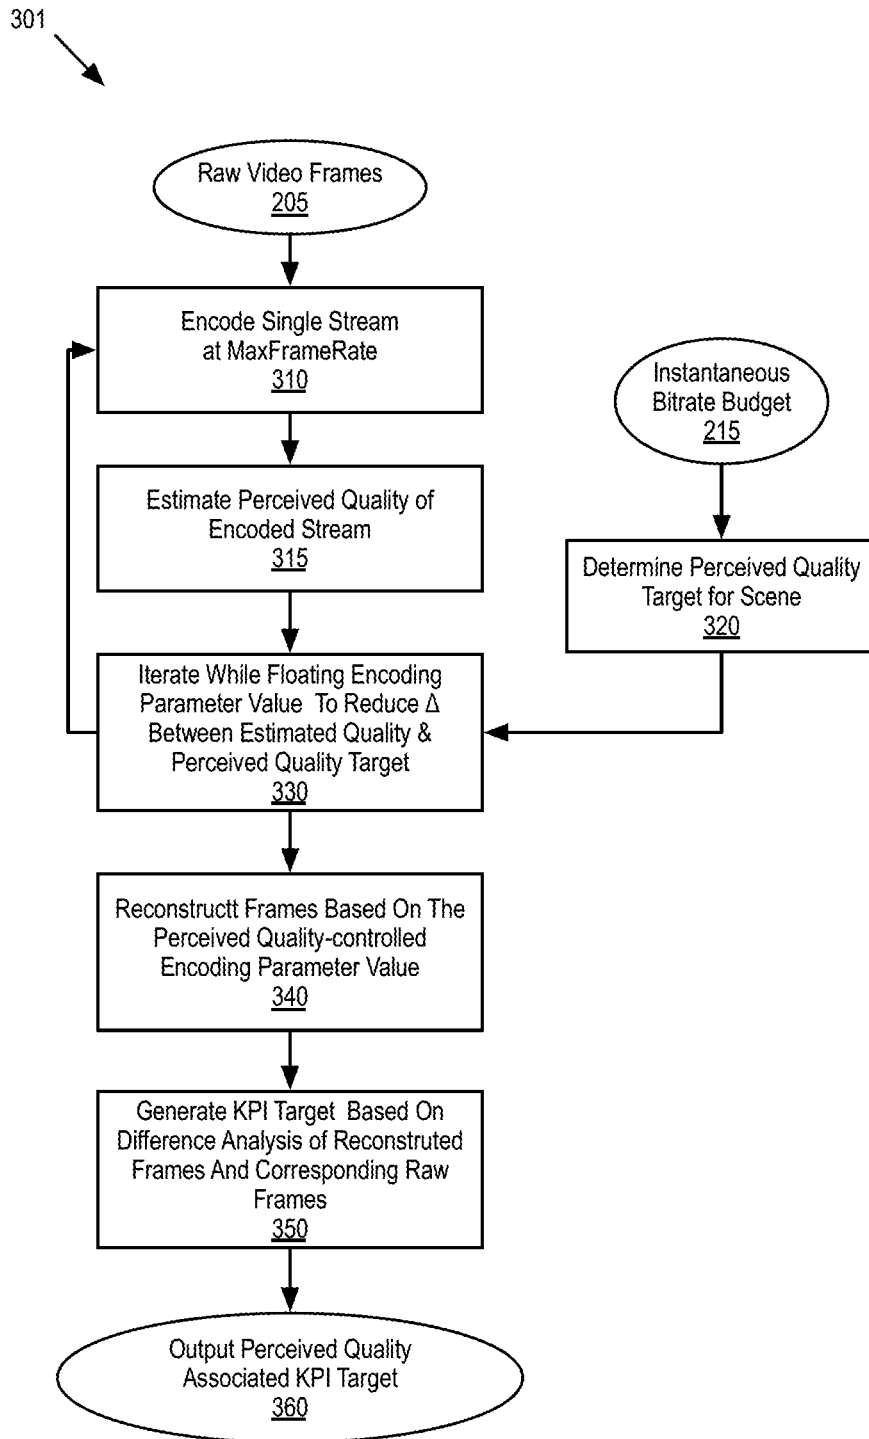 301
Raw Video Frames
205
Encode Single Stream
at MaxFrameRate
310
Instantaneous
Bitrate Budget
215
Estimate Perceived Quality of
Encoded Stream
315
Determine Perceived Quality
Target for Scene
320
Iterate While Floating Encoding
Parameter Value To Reduce Δ
Between Estimated Quality &
Perceived Quality Target
330
Reconstructt Frames Based On The
Perceived Quality-controlled
Encoding Parameter Value
340
Generate KPI Target Based On
Difference Analysis of Reconstruted
Frames And Corresponding Raw
Frames
350
Output Perceived Quality
Associated KPI Target
360